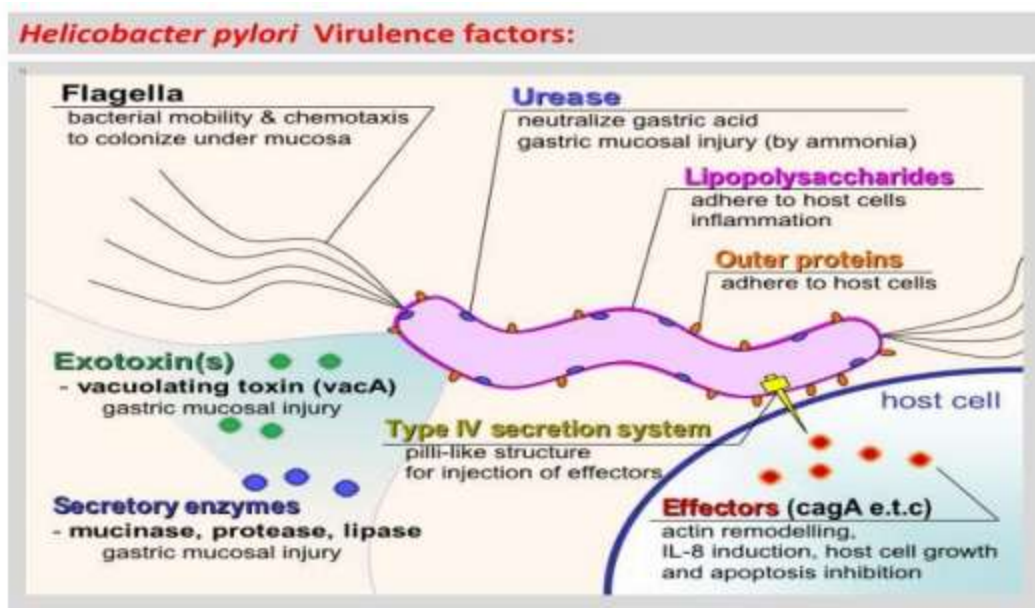 Helicobacter pylori Virulence factors:
Flagella
bacterial mobility & chemotaxis
to colonize under mucosa
Urease
neutralize gastric acid
gastric mucosal injury (by ammonia)
Lipopolysaccharides
adhere to host cells
inflammation
Outer proteins
adhere to host cells
Exotoxin(s)
- vacuolating toxin (vacA)
gastric mucosal injury
host cell
Type IV secretion system
pilli-like structure
for injection of effectors
Secretory enzymes
- mucinase, protease, lipase
gastric mucosal injury
Effectors (cagA e.t.c)
actin remodelling,
IL-8 induction, host cell growth
and apoptosis inhibition